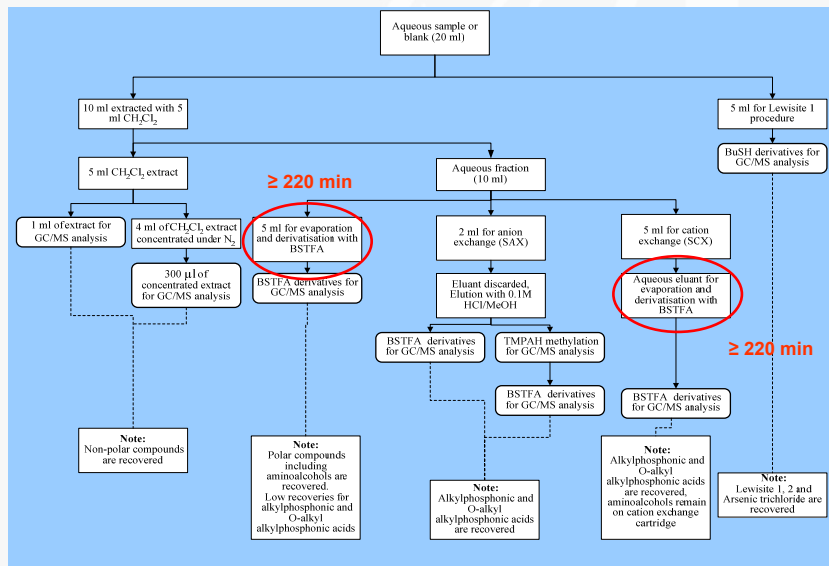 Aqueous sample or
blank (20 ml)
10 ml extracted with 5
ml CH2Cl2
5 ml for Lewisite 1
procedure
BuSH derivatives for
GC/MS analysis
5 ml CH2Cl2 extract
Aqueous fraction
(10 ml)
≥ 220 min
1 ml of extract for
GC/MS analysis
4 ml of CH2Cl2 extract
concentrated under N2
5 ml for evaporation
and derivatisation with
BSTFA
2 ml for anion
exchange (SAX)
5 ml for cation
exchange (SCX)
300 µl of
concentrated extract
for GC/MS analysis
BSTFA derivatives for
GC/MS analysis
Eluant discarded,
Elution with 0.1M
HCl/MeOH
Aqueous eluant for
evaporation and
derivatisation with
BSTFA
≥ 220 min
BSTFA derivatives
for GC/MS analysis
TMPAH methylation
for GC/MS analysis
BSTFA derivatives
for GC/MS analysis
BSTFA derivatives
for GC/MS analysis
Note:
Non-polar compounds
are recovered
Note:
Polar compounds
including
aminoalcohols are
recovered.
Low recoveries for
alkylphosphonic and
O-alkyl
alkylphosphonic acids
Note:
Alkylphosphonic and
O-alkyl
alkylphosphonic acids
are recovered
Note:
Alkylphosphonic and
O-alkyl
alkylphosphonic acids
are recovered,
aminoalcohols remain
on cation exchange
cartridge
Note:
Lewisite 1, 2 and
Arsenic trichloride are
recovered